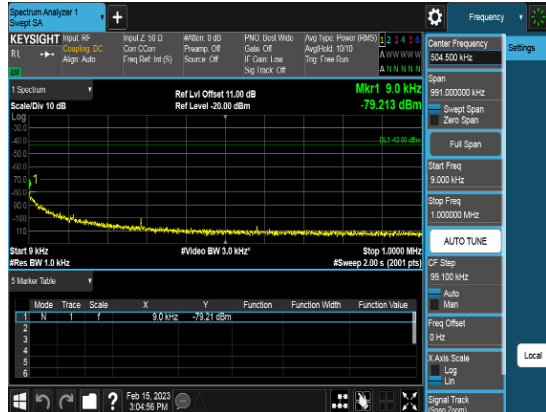 Spectrum Analyzer 1
Swept SA
+
Frequency
KEYSIGHT
RL
Input: RF
Coupling: DC
Align: Auto
Input Z: 50 Ω
Corr CCorr
Freq Ref: Int (S)
#Atten: 0 dB
Preamp: Off
Source: Off
PNO: Best Wide
Gate: Off
IF Gain: Low
Sig Track: Off
Avg Type: Power (RMS)
Avg|Hold: 10/10
Trig: Free Run
1 2 3 4 5 6
A W W W W W
A N N N N N
1 Spectrum
Scale/Div 10 dB
Ref Lvl Offset 11.00 dB
Ref Level -20.00 dBm
Mkr1 9.0 kHz
-79.213 dBm
Log
-30.0
-40.0
-50.0
-60.0
-70.0
-80.0
-90.0
-100
-110
DL1 -43.00 dBm
1
Start 9 kHz
#Res BW 1.0 kHz
#Video BW 3.0 kHz*
Stop 1.0000 MHz
#Sweep 2.00 s (2001 pts)
5 Marker Table
Mode Trace Scale X Y Function Function Width Function Value
1 N 1 f 9.0 kHz -79.21 dBm
2
3
4
5
6
Feb 15, 2023
3:04:56 PM
Center Frequency
504.500 kHz
Span
991.000000 kHz
Swept Span
Zero Span
Full Span
Start Freq
9.000 kHz
Stop Freq
1.000000 MHz
AUTO TUNE
CF Step
99.100 kHz
Auto
Man
Freq Offset
0 Hz
X Axis Scale
Log
Lin
Signal Track
(Span Zoom)
Settings
Local